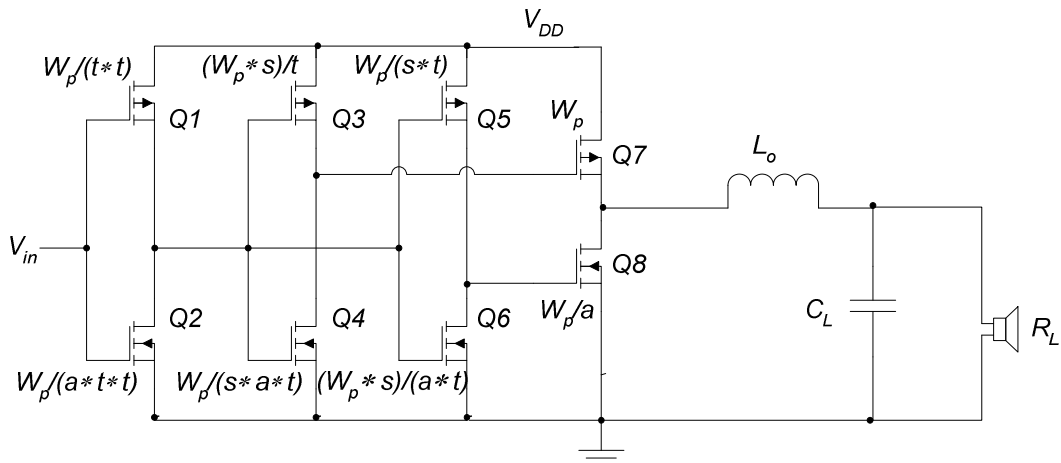 V_DD
W_p/(t*t)
(W_p*s)/t
W_p/(s*t)
Q1
Q3
Q5
W_p
Q7
L_o
V_in
Q8
W_p/a
Q2
Q4
Q6
C_L
R_L
W_p/(a*t*t)
W_p/(s*a*t)
(W_p*s)/(a*t)